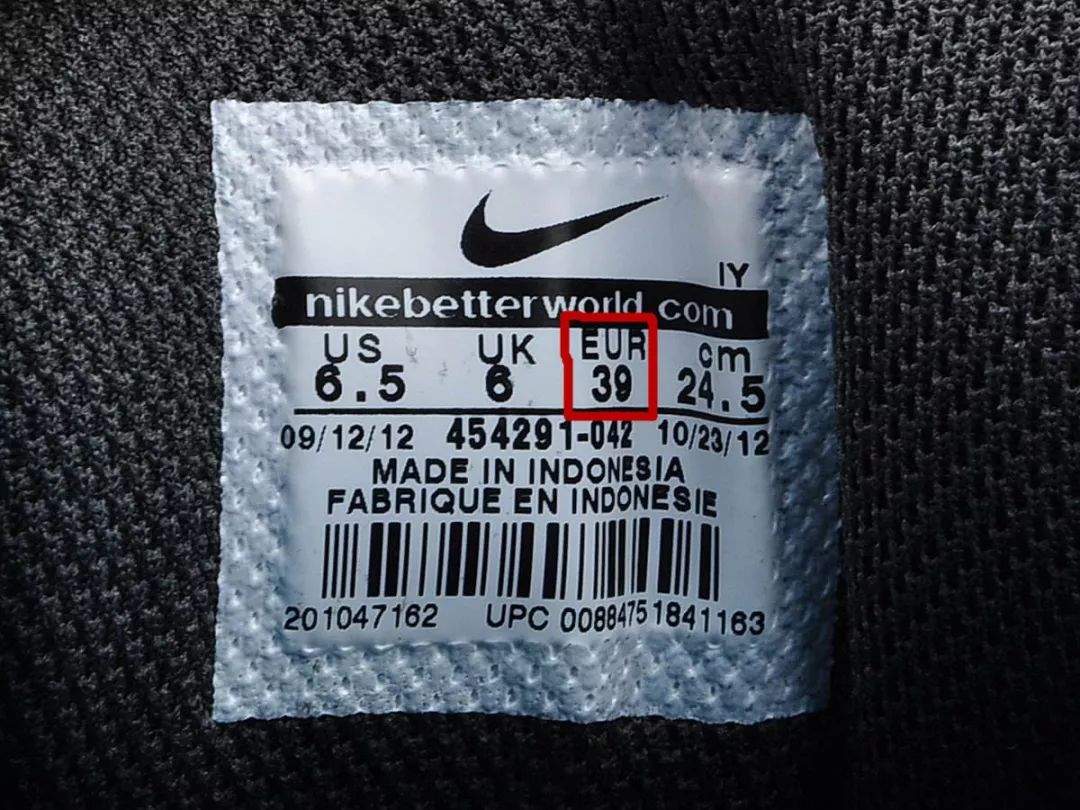 IY
nikebetterworld.com
US UK EUR cm
6.5 6 39 24.5
09/12/12 454291-042 10/23/12
MADE IN INDONESIA
FABRIQUE EN INDONESIE
201047162 UPC 00884751841163